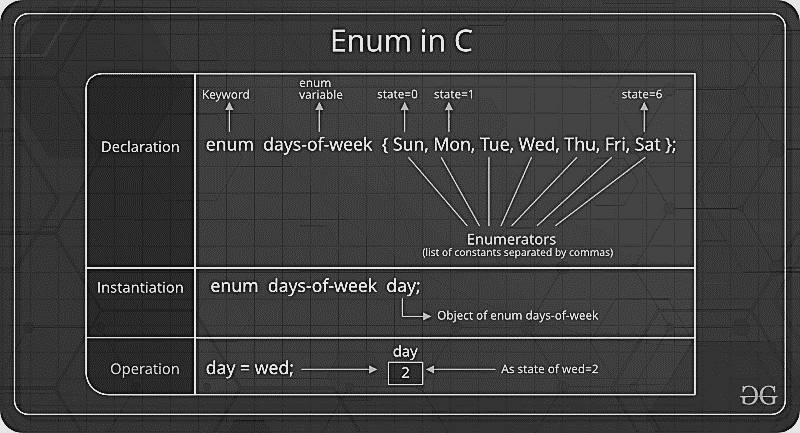 Enum in C
Keyword
enum
variable
state=0
state=1
state=6
Declaration
enum days-of-week { Sun, Mon, Tue, Wed, Thu, Fri, Sat };
Enumerators
(list of constants separated by commas)
Instantiation
enum days-of-week day;
Object of enum days-of-week
day
Operation
day = wed;
2
As state of wed=2